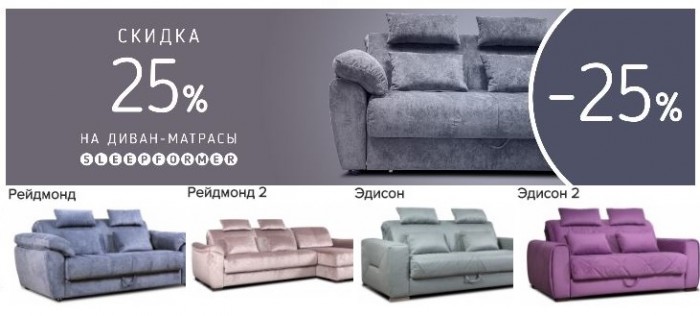 СКИДКА
25%
НА ДИВАН-МАТРАСЫ
SLEEPFORMER
-25%
Рейдмонд
Рейдмонд 2
Эдисон
Эдисон 2